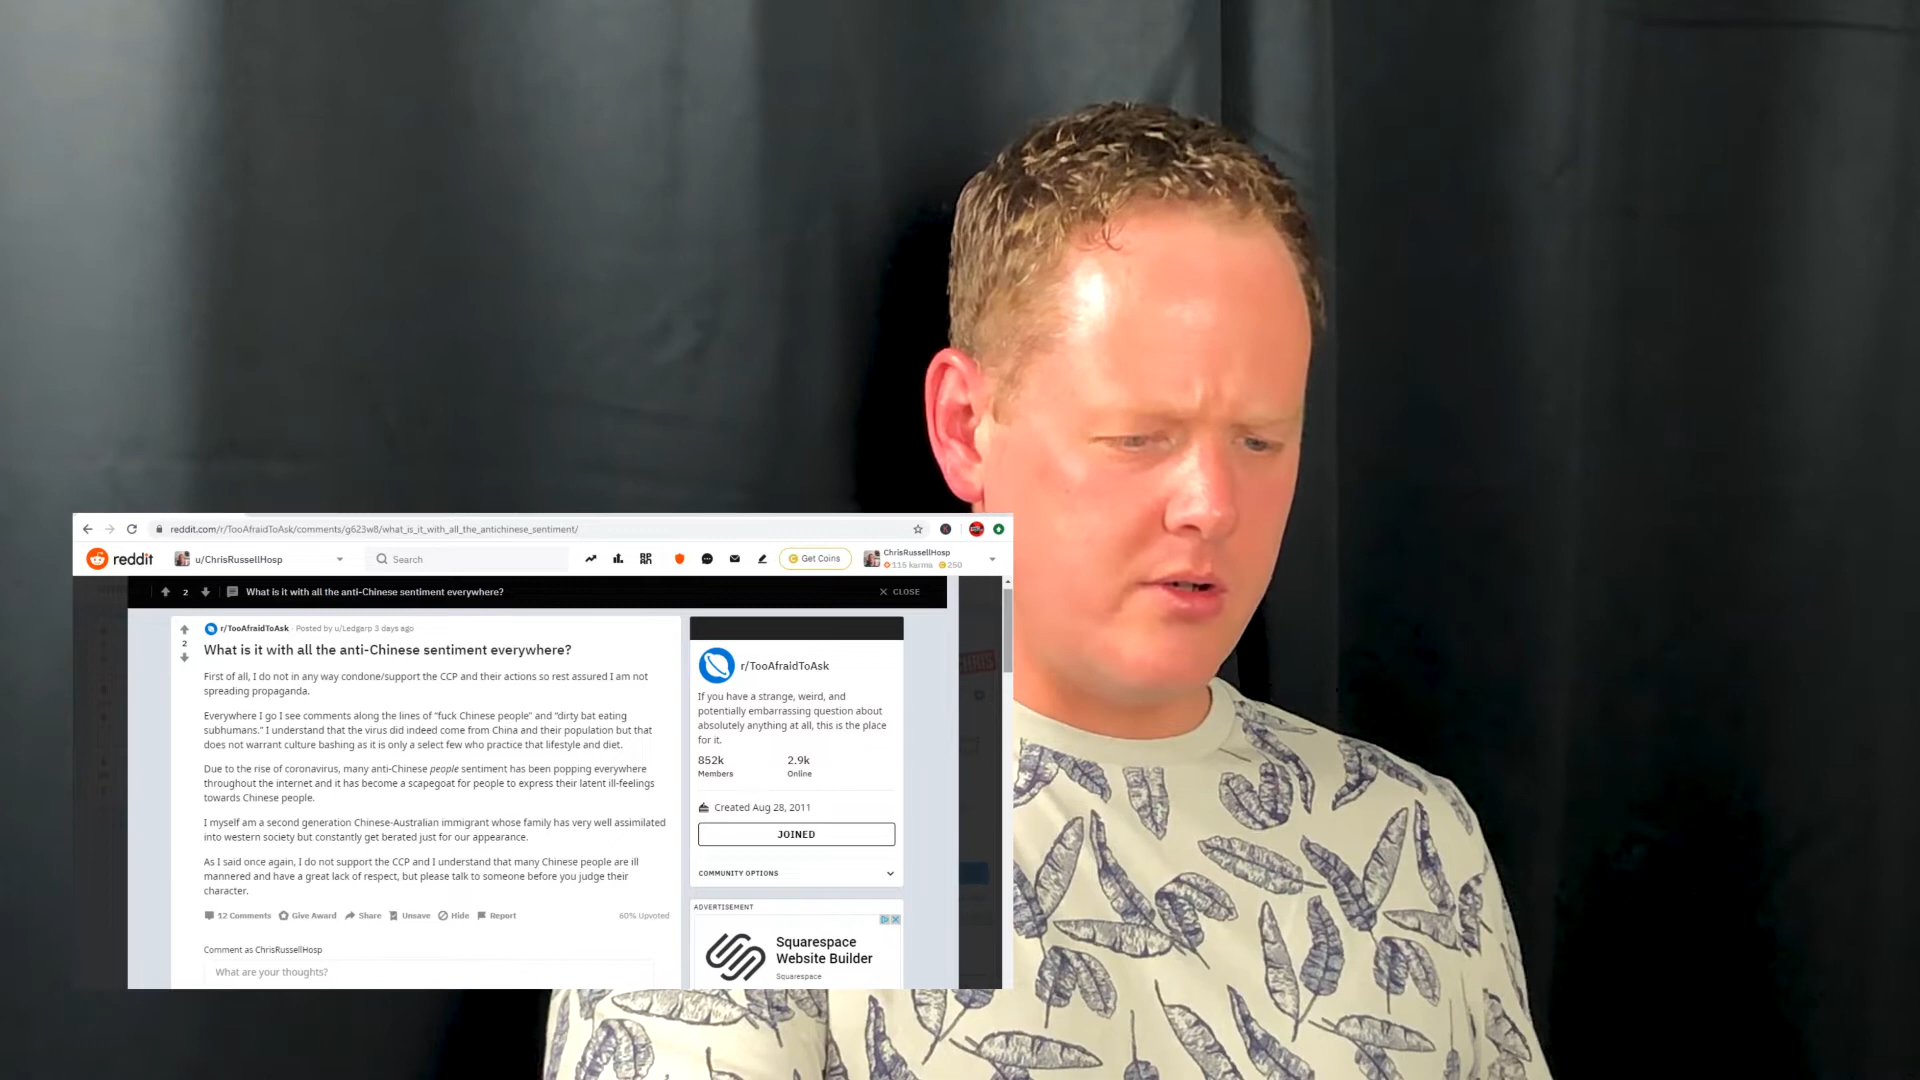 reddit.com/r/TooAfraidToAsk/comments/g623w8/what_is_it_with_all_the_antichinese_sentiment/
reddit
u/ChrisRussellHosp
Search
Get Coins
ChrisRussellHosp
115 karma 250
2
What is it with all the anti-Chinese sentiment everywhere?
CLOSE
r/TooAfraidToAsk · Posted by u/Ledgarp 3 days ago
2
What is it with all the anti-Chinese sentiment everywhere?
First of all, I do not in any way condone/support the CCP and their actions so rest assured I am not
spreading propaganda.
Everywhere I go I see comments along the lines of "fuck Chinese people" and "dirty bat eating
subhumans." I understand that the virus did indeed come from China and their population but that
does not warrant culture bashing as it is only a select few who practice that lifestyle and diet.
Due to the rise of coronavirus, many anti-Chinese people sentiment has been popping everywhere
throughout the internet and it has become a scapegoat for people to express their latent ill-feelings
towards Chinese people.
I myself am a second generation Chinese-Australian immigrant whose family has very well assimilated
into western society but constantly get berated just for our appearance.
As I said once again, I do not support the CCP and I understand that many Chinese people are ill
mannered and have a great lack of respect, but please talk to someone before you judge their
character.
12 Comments Give Award Share Unsave Hide Report
60% Upvoted
Comment as ChrisRussellHosp
What are your thoughts?
r/TooAfraidToAsk
If you have a strange, weird, and
potentially embarrassing question about
absolutely anything at all, this is the place
for it.
852k 2.9k
Members Online
Created Aug 28, 2011
JOINED
COMMUNITY OPTIONS
ADVERTISEMENT
Squarespace
Website Builder
Squarespace
CHRIS